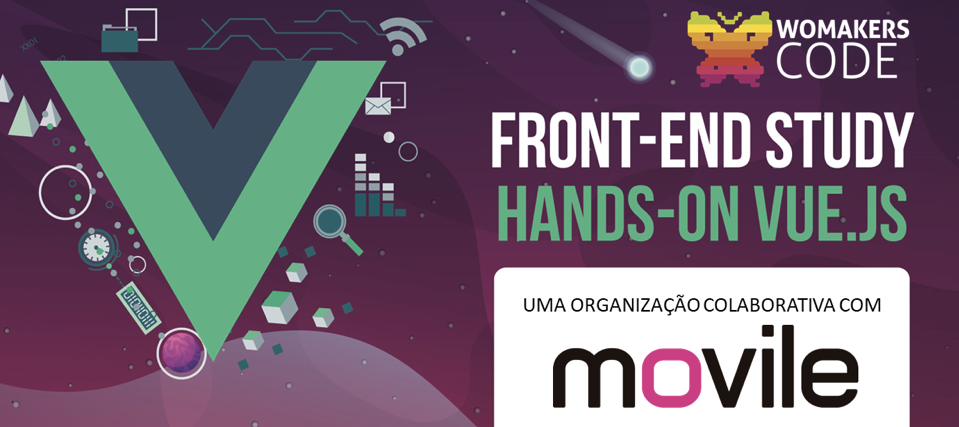 WOMAKERS
CODE
FRONT-END STUDY
HANDS-ON VUE.JS
UMA ORGANIZAÇÃO COLABORATIVA COM
movile